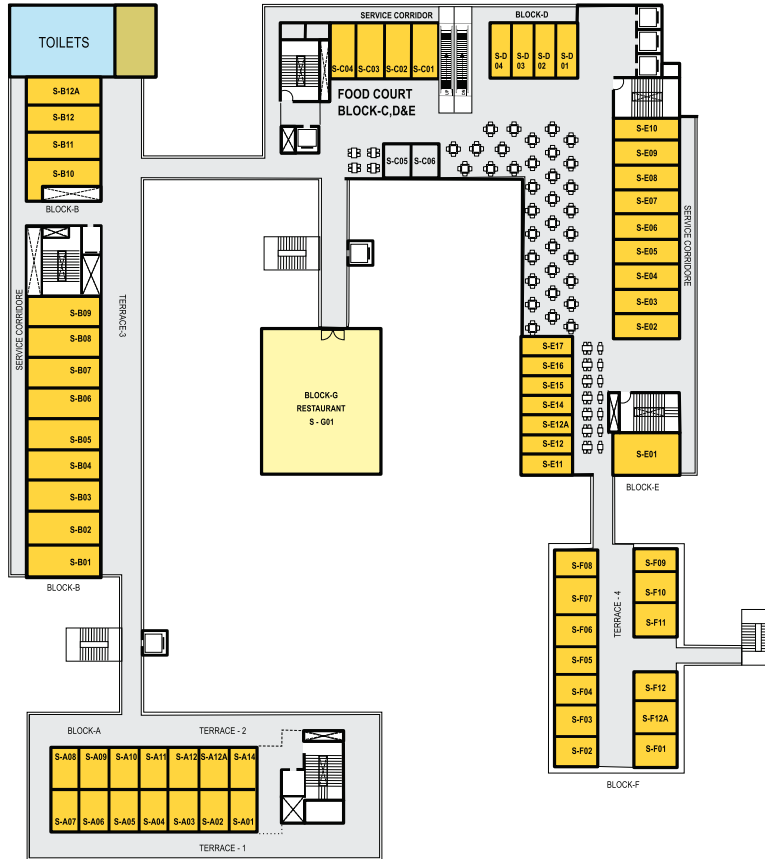 TOILETS
SERVICE CORRIDOR
BLOCK-D
S-C04
S-C03
S-C02
S-C01
S-D
04
S-D
03
S-D
02
S-D
01
FOOD COURT
BLOCK-C,D&E
S-C05
S-C06
S-B12A
S-B12
S-B11
S-B10
BLOCK-B
S-E10
S-E09
S-E08
S-E07
S-E06
S-E05
S-E04
S-E03
S-E02
SERVICE CORRIDORE
SERVICE CORRIDORE
TERRACE-3
S-B09
S-B08
S-B07
S-B06
S-B05
S-B04
S-B03
S-B02
S-B01
BLOCK-B
BLOCK-G
RESTAURANT
S - G01
S-E17
S-E16
S-E15
S-E14
S-E12A
S-E12
S-E11
S-E01
BLOCK-E
S-F08
S-F07
S-F06
S-F05
S-F04
S-F03
S-F02
TERRACE - 4
S-F09
S-F10
S-F11
S-F12
S-F12A
S-F01
BLOCK-F
BLOCK-A
TERRACE - 2
S-A08
S-A09
S-A10
S-A11
S-A12
S-A12A
S-A14
S-A07
S-A06
S-A05
S-A04
S-A03
S-A02
S-A01
TERRACE - 1